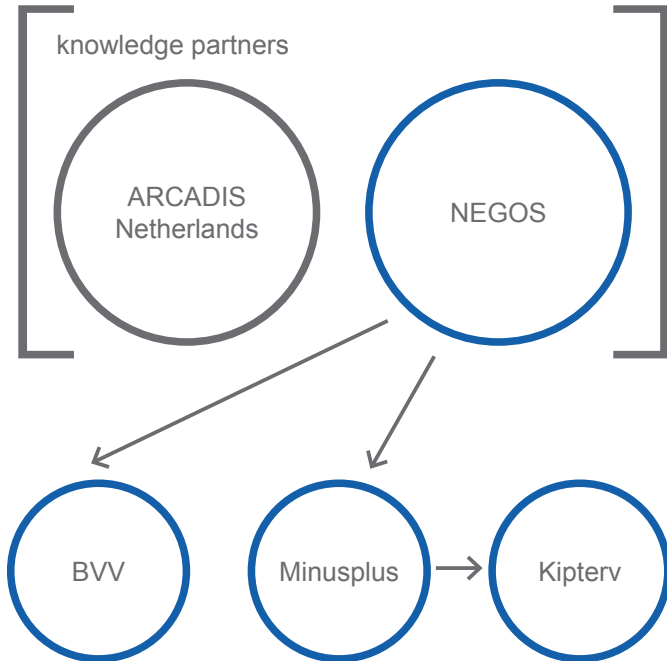 knowledge partners
ARCADIS
Netherlands
NEGOS
BVV
Minusplus
Kipterv